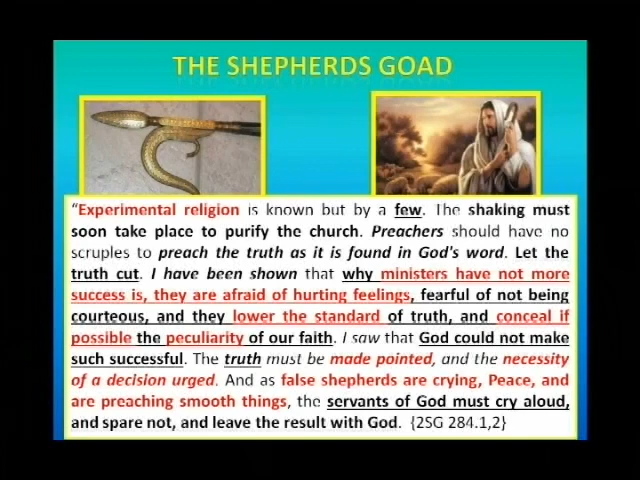 THE SHEPHERDS GOAD
“Experimental religion is known but by a few. The shaking must
soon take place to purify the church. Preachers should have no
scruples to preach the truth as it is found in God's word. Let the
truth cut. I have been shown that why ministers have not more
success is, they are afraid of hurting feelings, fearful of not being
courteous, and they lower the standard of truth, and conceal if
possible the peculiarity of our faith. I saw that God could not make
such successful. The truth must be made pointed, and the necessity
of a decision urged. And as false shepherds are crying, Peace, and
are preaching smooth things, the servants of God must cry aloud,
and spare not, and leave the result with God. {2SG 284.1,2}